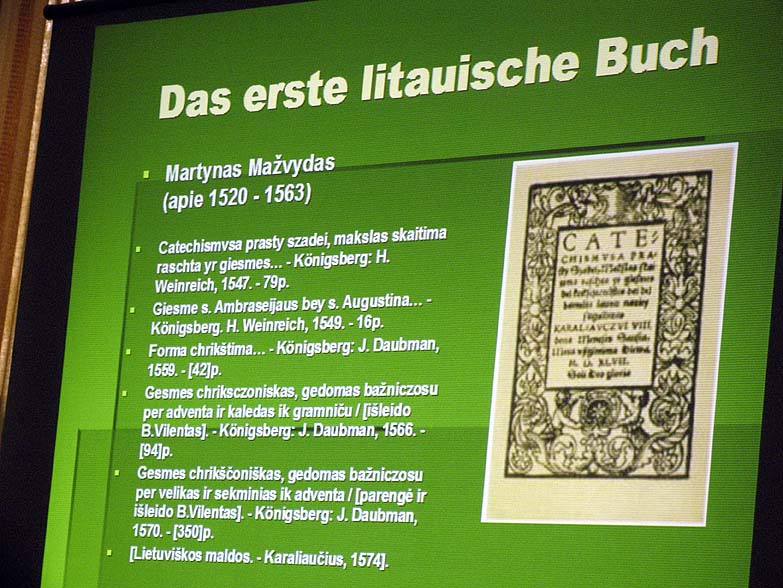 Das erste litauische Buch
Martynas Mažvydas
(apie 1520 - 1563)
Catechismvsa prasty szadei, makslas skaitima
raschta yr giesmes... - Königsberg: H.
Weinreich, 1547. - 79p.
Giesme s. Ambraseijaus bey s. Augustina... -
Königsberg. H. Weinreich, 1549. - 16p.
Forma chrikštima... - Königsberg: J. Daubman,
1559. - [42]p.
Gesmes chriksczoniskas, gedomas bažniczosu
per adventa ir kaledas ik gramniču / [išleido
B.Vilentas]. - Königsberg: J. Daubman, 1566. -
[94]p.
Gesmes chrikščoniškas, gedomas bažniczosu
per velikas ir sekminias ik adventa / [parengė ir
išleido B.Vilentas]. - Königsberg: J. Daubman,
1570. - [350]p.
[Lietuviškos maldos. - Karaliaučius, 1574].
CATE
CHISMVSA PRA
KARALIAVCZVI VIII
M. D. XLVII.